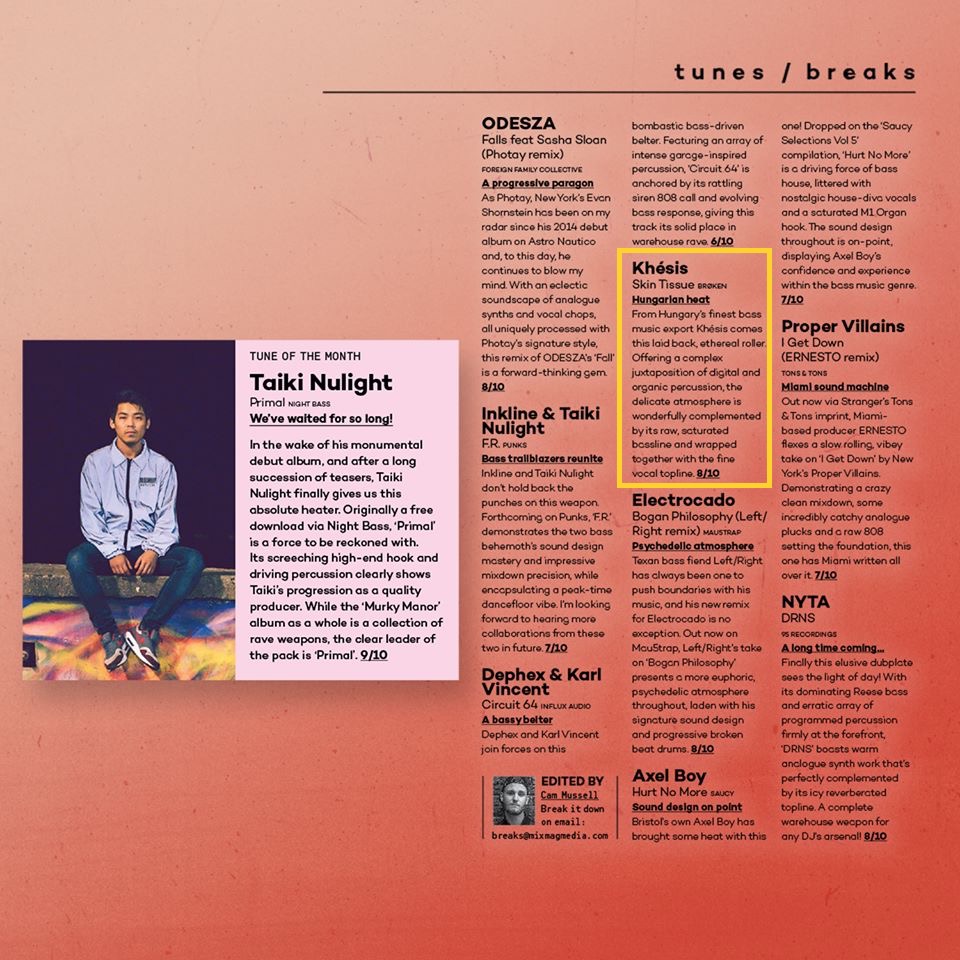 tunes / breaks
TUNE OF THE MONTH
Taiki Nulight
Primal NIGHT BASS
We've waited for so long!
In the wake of his monumental
debut album, and after a long
succession of teasers, Taiki
Nulight finally gives us this
absolute heater. Originally a free
download via Night Bass, 'Primal'
is a force to be reckoned with.
Its screeching high-end hook and
driving percussion clearly shows
Taiki's progression as a quality
producer. While the 'Murky Manor'
album as a whole is a collection of
rave weapons, the clear leader of
the pack is 'Primal'. 9/10
ODESZA
Falls feat Sasha Sloan
(Photay remix)
FOREIGN FAMILY COLLECTIVE
A progressive paragon
As Photay, New York's Evan
Shornstein has been on my
radar since his 2014 debut
album on Astro Nautico
and, to this day, he
continues to blow my
mind. With an eclectic
soundscape of analogue
synths and vocal chops,
all uniquely processed with
Photay's signature style,
this remix of ODESZA's 'Fall'
is a forward-thinking gem.
8/10
Inkline & Taiki
Nulight
F.R. PUNKS
Bass trailblazers reunite
Inkline and Taiki Nulight
don't hold back the
punches on this weapon.
Forthcoming on Punks, 'F.R.'
demonstrates the two bass
behemoth's sound design
mastery and impressive
mixdown precision, while
encapsulating a peak-time
dancefloor vibe. I'm looking
forward to hearing more
collaborations from these
two in future. 7/10
Dephex & Karl
Vincent
Circuit 64 INFLUX AUDIO
A bassy belter
Dephex and Karl Vincent
join forces on this
EDITED BY
Cam Mussell
Break it down
on email:
breaks@mixmagmedia.com
bombastic bass-driven
belter. Featuring an array of
intense garage-inspired
percussion, 'Circuit 64' is
anchored by its rattling
siren 808 call and evolving
bass response, giving this
track its solid place in
warehouse rave. 6/10
Khésis
Skin Tissue BRØKEN
Hungarian heat
From Hungary's finest bass
music export Khésis comes
this laid back, ethereal roller.
Offering a complex
juxtaposition of digital and
organic percussion, the
delicate atmosphere is
wonderfully complemented
by its raw, saturated
bassline and wrapped
together with the fine
vocal topline. 8/10
Electrocado
Bogan Philosophy (Left/
Right remix) MAU5TRAP
Psychedelic atmosphere
Texan bass fiend Left/Right
has always been one to
push boundaries with his
music, and his new remix
for Electrocado is no
exception. Out now on
Mau5trap, Left/Right's take
on 'Bogan Philosophy'
presents a more euphoric,
psychedelic atmosphere
throughout, laden with his
signature sound design
and progressive broken
beat drums. 8/10
Axel Boy
Hurt No More SAUCY
Sound design on point
Bristol's own Axel Boy has
brought some heat with this
one! Dropped on the 'Saucy
Selections Vol 5'
compilation, 'Hurt No More'
is a driving force of bass
house, littered with
nostalgic house-diva vocals
and a saturated M1 Organ
hook. The sound design
throughout is on-point,
displaying Axel Boy's
confidence and experience
within the bass music genre.
7/10
Proper Villains
I Get Down
(ERNESTO remix)
TONS & TONS
Miami sound machine
Out now via Stranger's Tons
& Tons imprint, Miami-
based producer ERNESTO
flexes a slow rolling, vibey
take on 'I Get Down' by New
York's Proper Villains.
Demonstrating a crazy
clean mixdown, some
incredibly catchy analogue
plucks and a raw 808
setting the foundation, this
one has Miami written all
over it. 7/10
NYTA
DRNS
95 RECORDINGS
A long time coming...
Finally this elusive dubplate
sees the light of day! With
its dominating Reese bass
and erratic array of
programmed percussion
firmly at the forefront,
'DRNS' boasts warm
analogue synth work that's
perfectly complemented
by its icy reverberated
topline. A complete
warehouse weapon for
any DJ's arsenal! 8/10